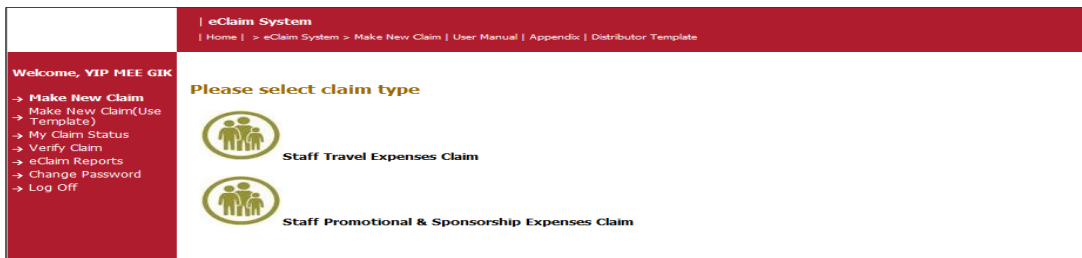 | eClaim System
| Home | > eClaim System > Make New Claim | User Manual | Appendix | Distributor Template
Welcome, YIP MEE GIK
→ Make New Claim
→ Make New Claim(Use
Template)
→ My Claim Status
→ Verify Claim
→ eClaim Reports
→ Change Password
→ Log Off
Please select claim type
Staff Travel Expenses Claim
Staff Promotional & Sponsorship Expenses Claim